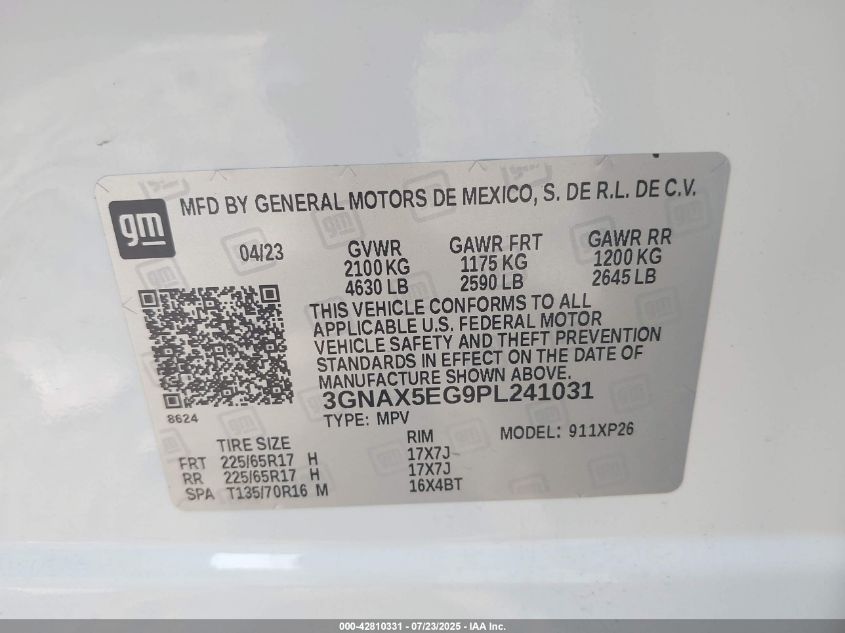 gm
MFD BY GENERAL MOTORS DE MEXICO, S. DE R.L. DE C.V.
04/23
GVWR
2100 KG
4630 LB
GAWR FRT
1175 KG
2590 LB
GAWR RR
1200 KG
2645 LB
THIS VEHICLE CONFORMS TO ALL
APPLICABLE U.S. FEDERAL MOTOR
VEHICLE SAFETY AND THEFT PREVENTION
STANDARDS IN EFFECT ON THE DATE OF
MANUFACTURE SHOWN ABOVE.
8624
3GNAX5EG9PL241031
TYPE: MPV
MODEL: 911XP26
TIRE SIZE
RIM
FRT 225/65R17 H 17X7J
RR 225/65R17 H 17X7J
SPA T135/70R16 M 16X4BT
000-42810331 - 07/23/2025 - IAA Inc.